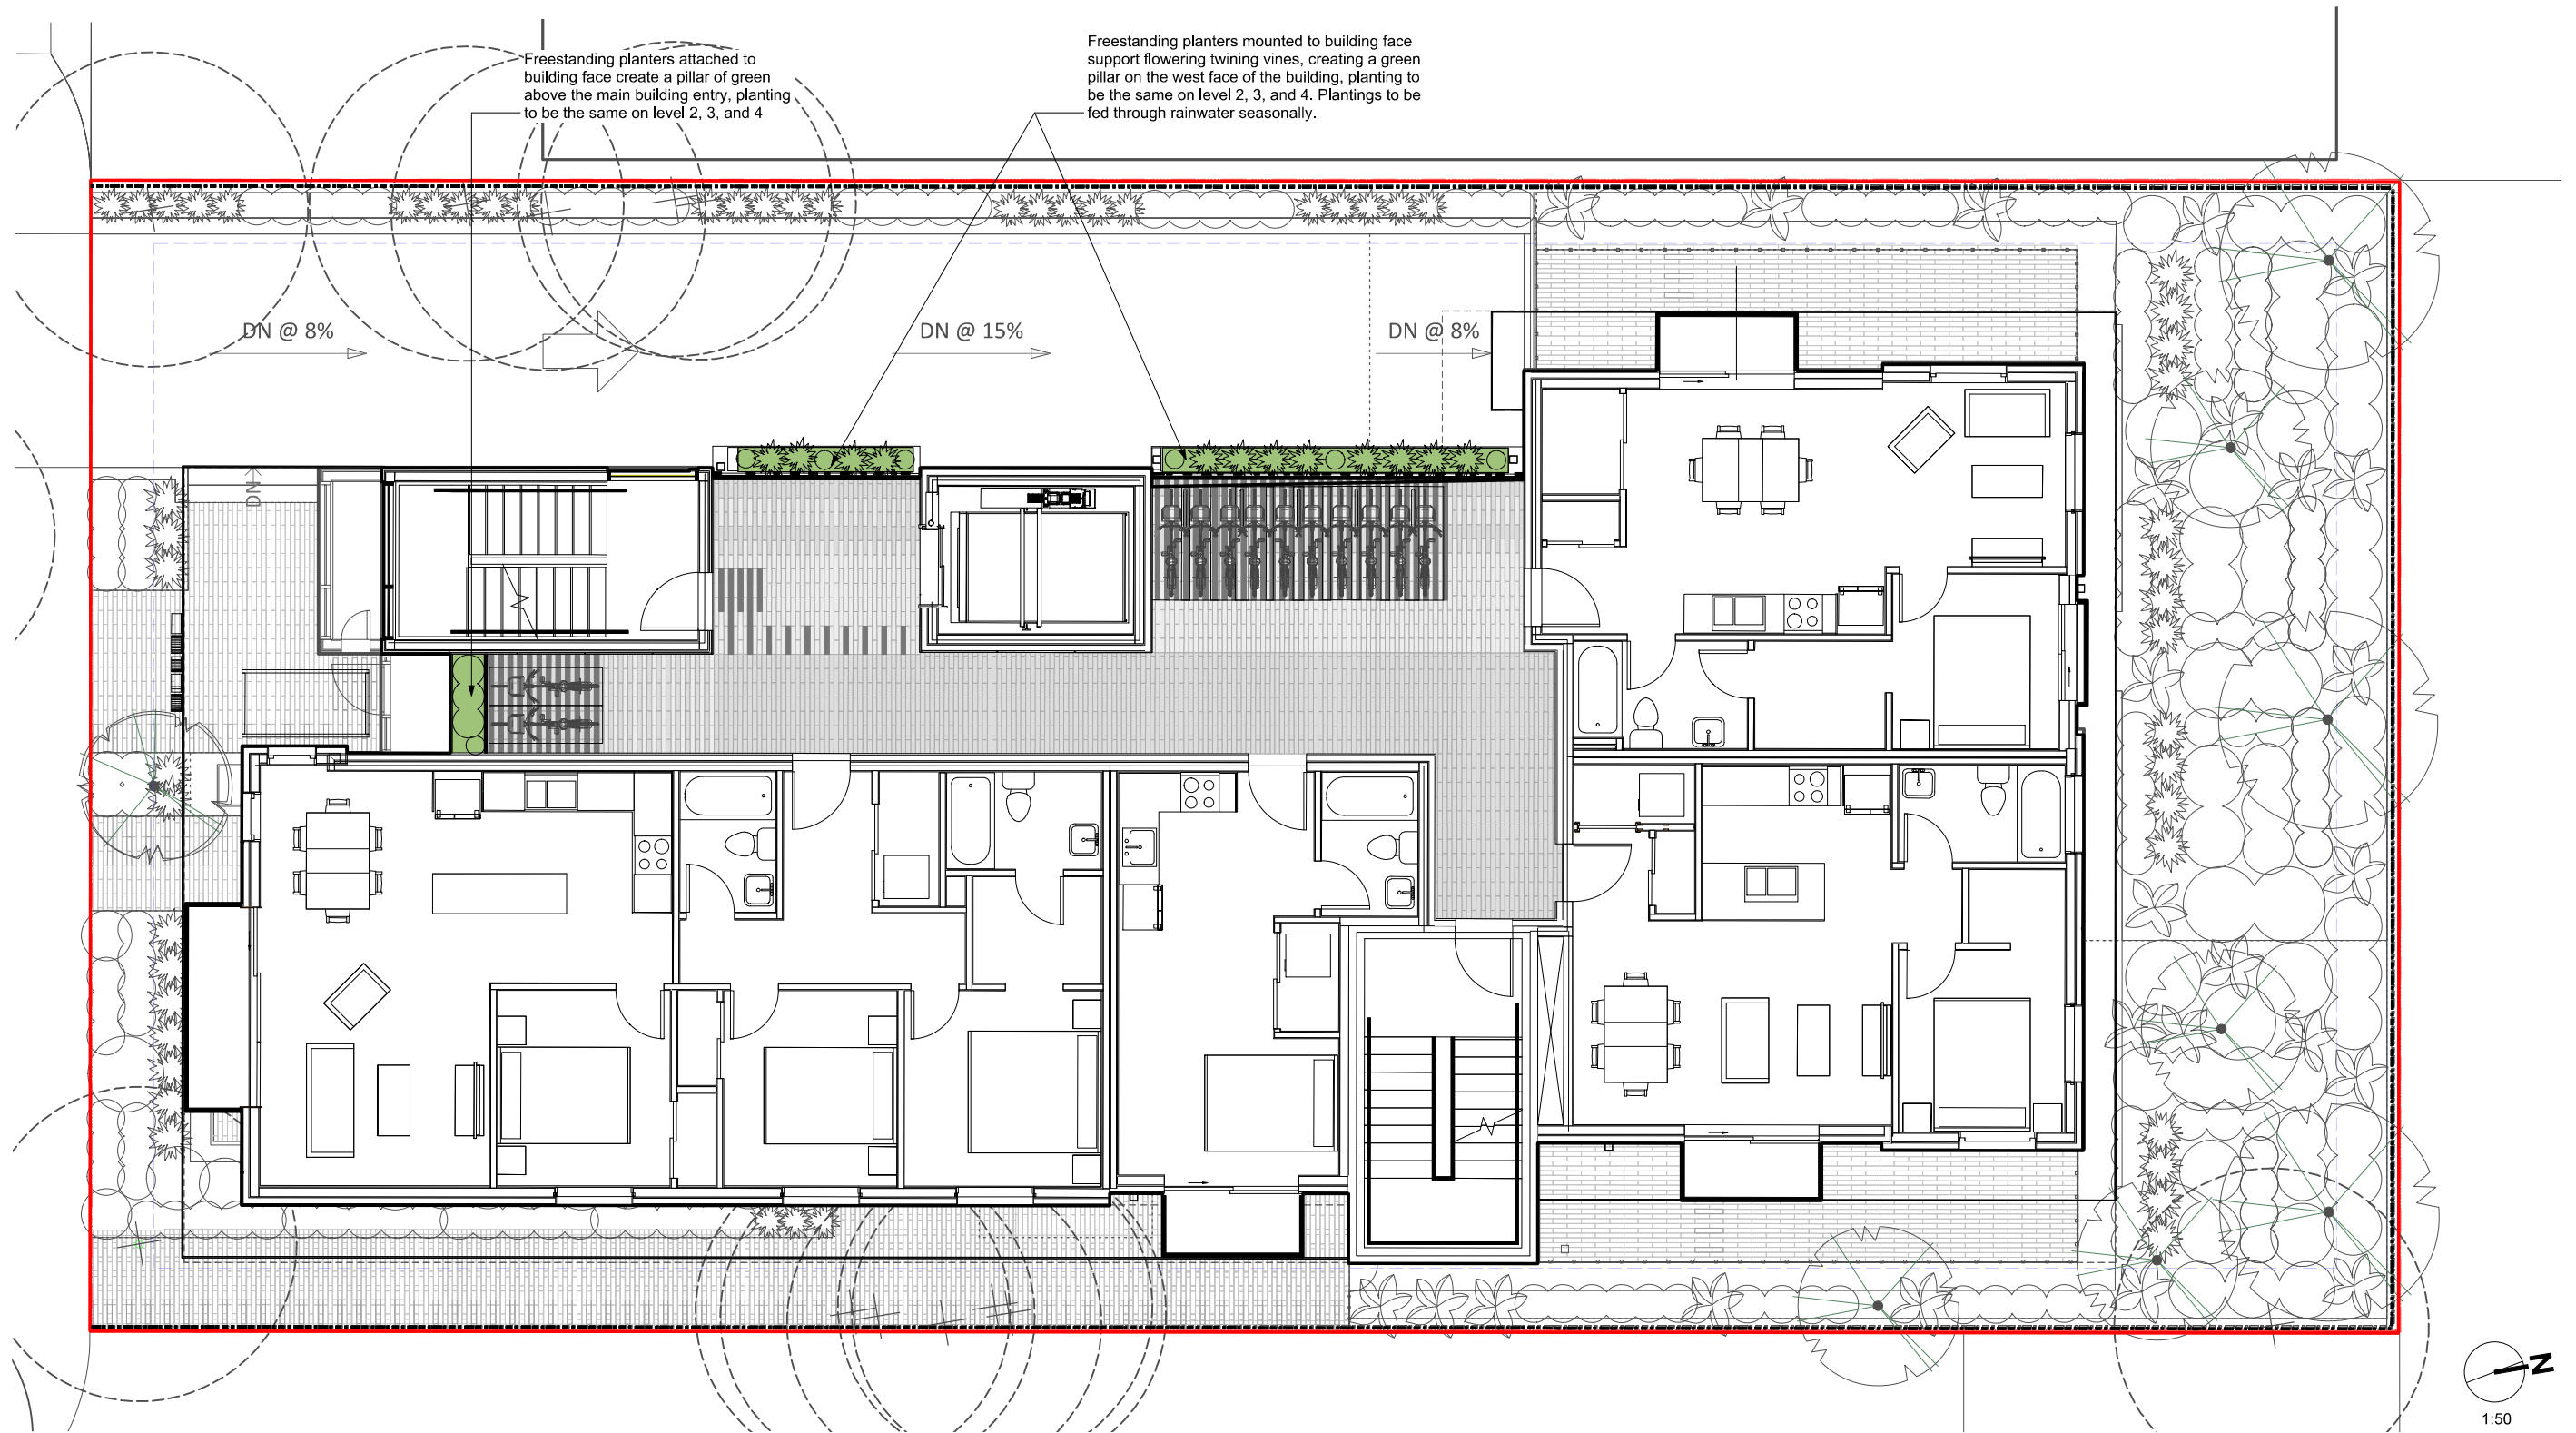 Freestanding planters attached to
building face create a pillar of green
above the main building entry, planting
to be the same on level 2, 3, and 4
Freestanding planters mounted to building face
support flowering twining vines, creating a green
pillar on the west face of the building, planting to
be the same on level 2, 3, and 4. Plantings to be
fed through rainwater seasonally.
DN @ 8%
DN @ 15%
DN @ 8%
DN
N
1:50